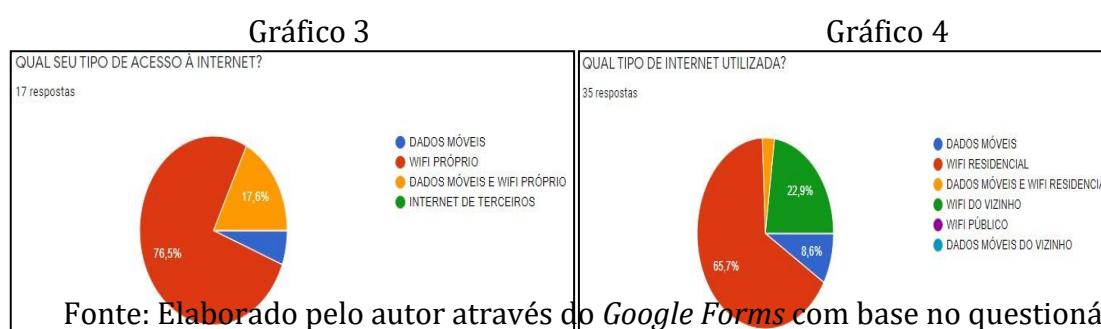 Gráfico 3
QUAL SEU TIPO DE ACESSO À INTERNET?
17 respostas
DADOS MÓVEIS
WIFI PRÓPRIO
DADOS MÓVEIS E WIFI PRÓPRIO
INTERNET DE TERCEIROS
17,6%
76,5%
Gráfico 4
QUAL TIPO DE INTERNET UTILIZADA?
35 respostas
DADOS MÓVEIS
WIFI RESIDENCIAL
DADOS MÓVEIS E WIFI RESIDENCIA
WIFI DO VIZINHO
WIFI PÚBLICO
DADOS MÓVEIS DO VIZINHO
22,9%
8,6%
65,7%
Fonte: Elaborado pelo autor através do Google Forms com base no questioná